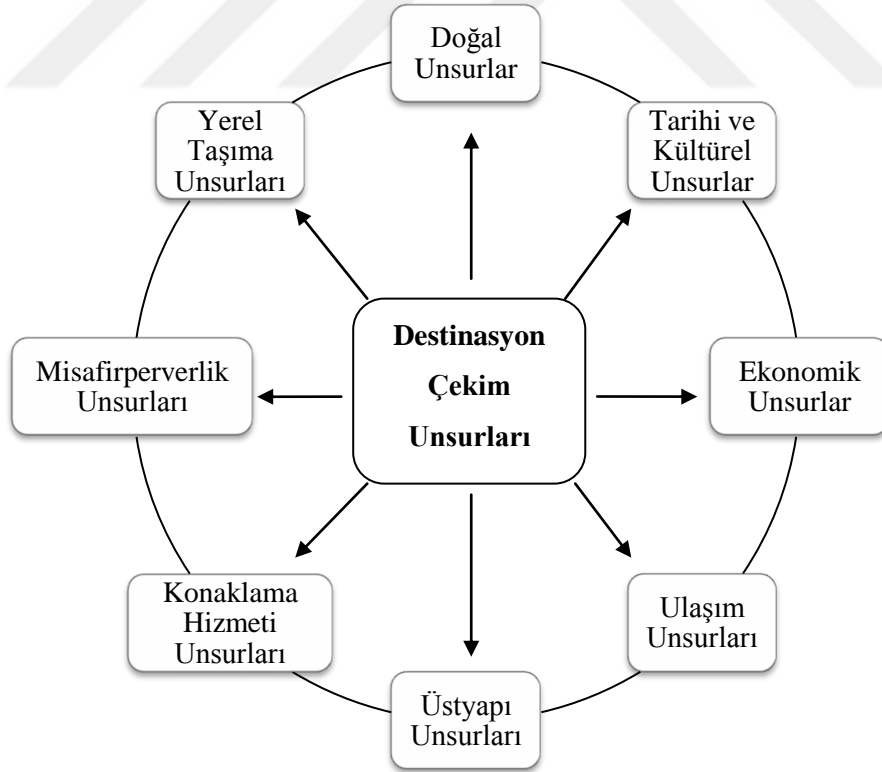 Doğal
Unsurlar
Yerel
Taşıma
Unsurları
Tarihi ve
Kültürel
Unsurlar
Destinasyon
Çekim
Unsurları
Misafirperverlik
Unsurları
Ekonomik
Unsurlar
Konaklama
Hizmeti
Unsurları
Ulaşım
Unsurları
Üstyapı
Unsurları